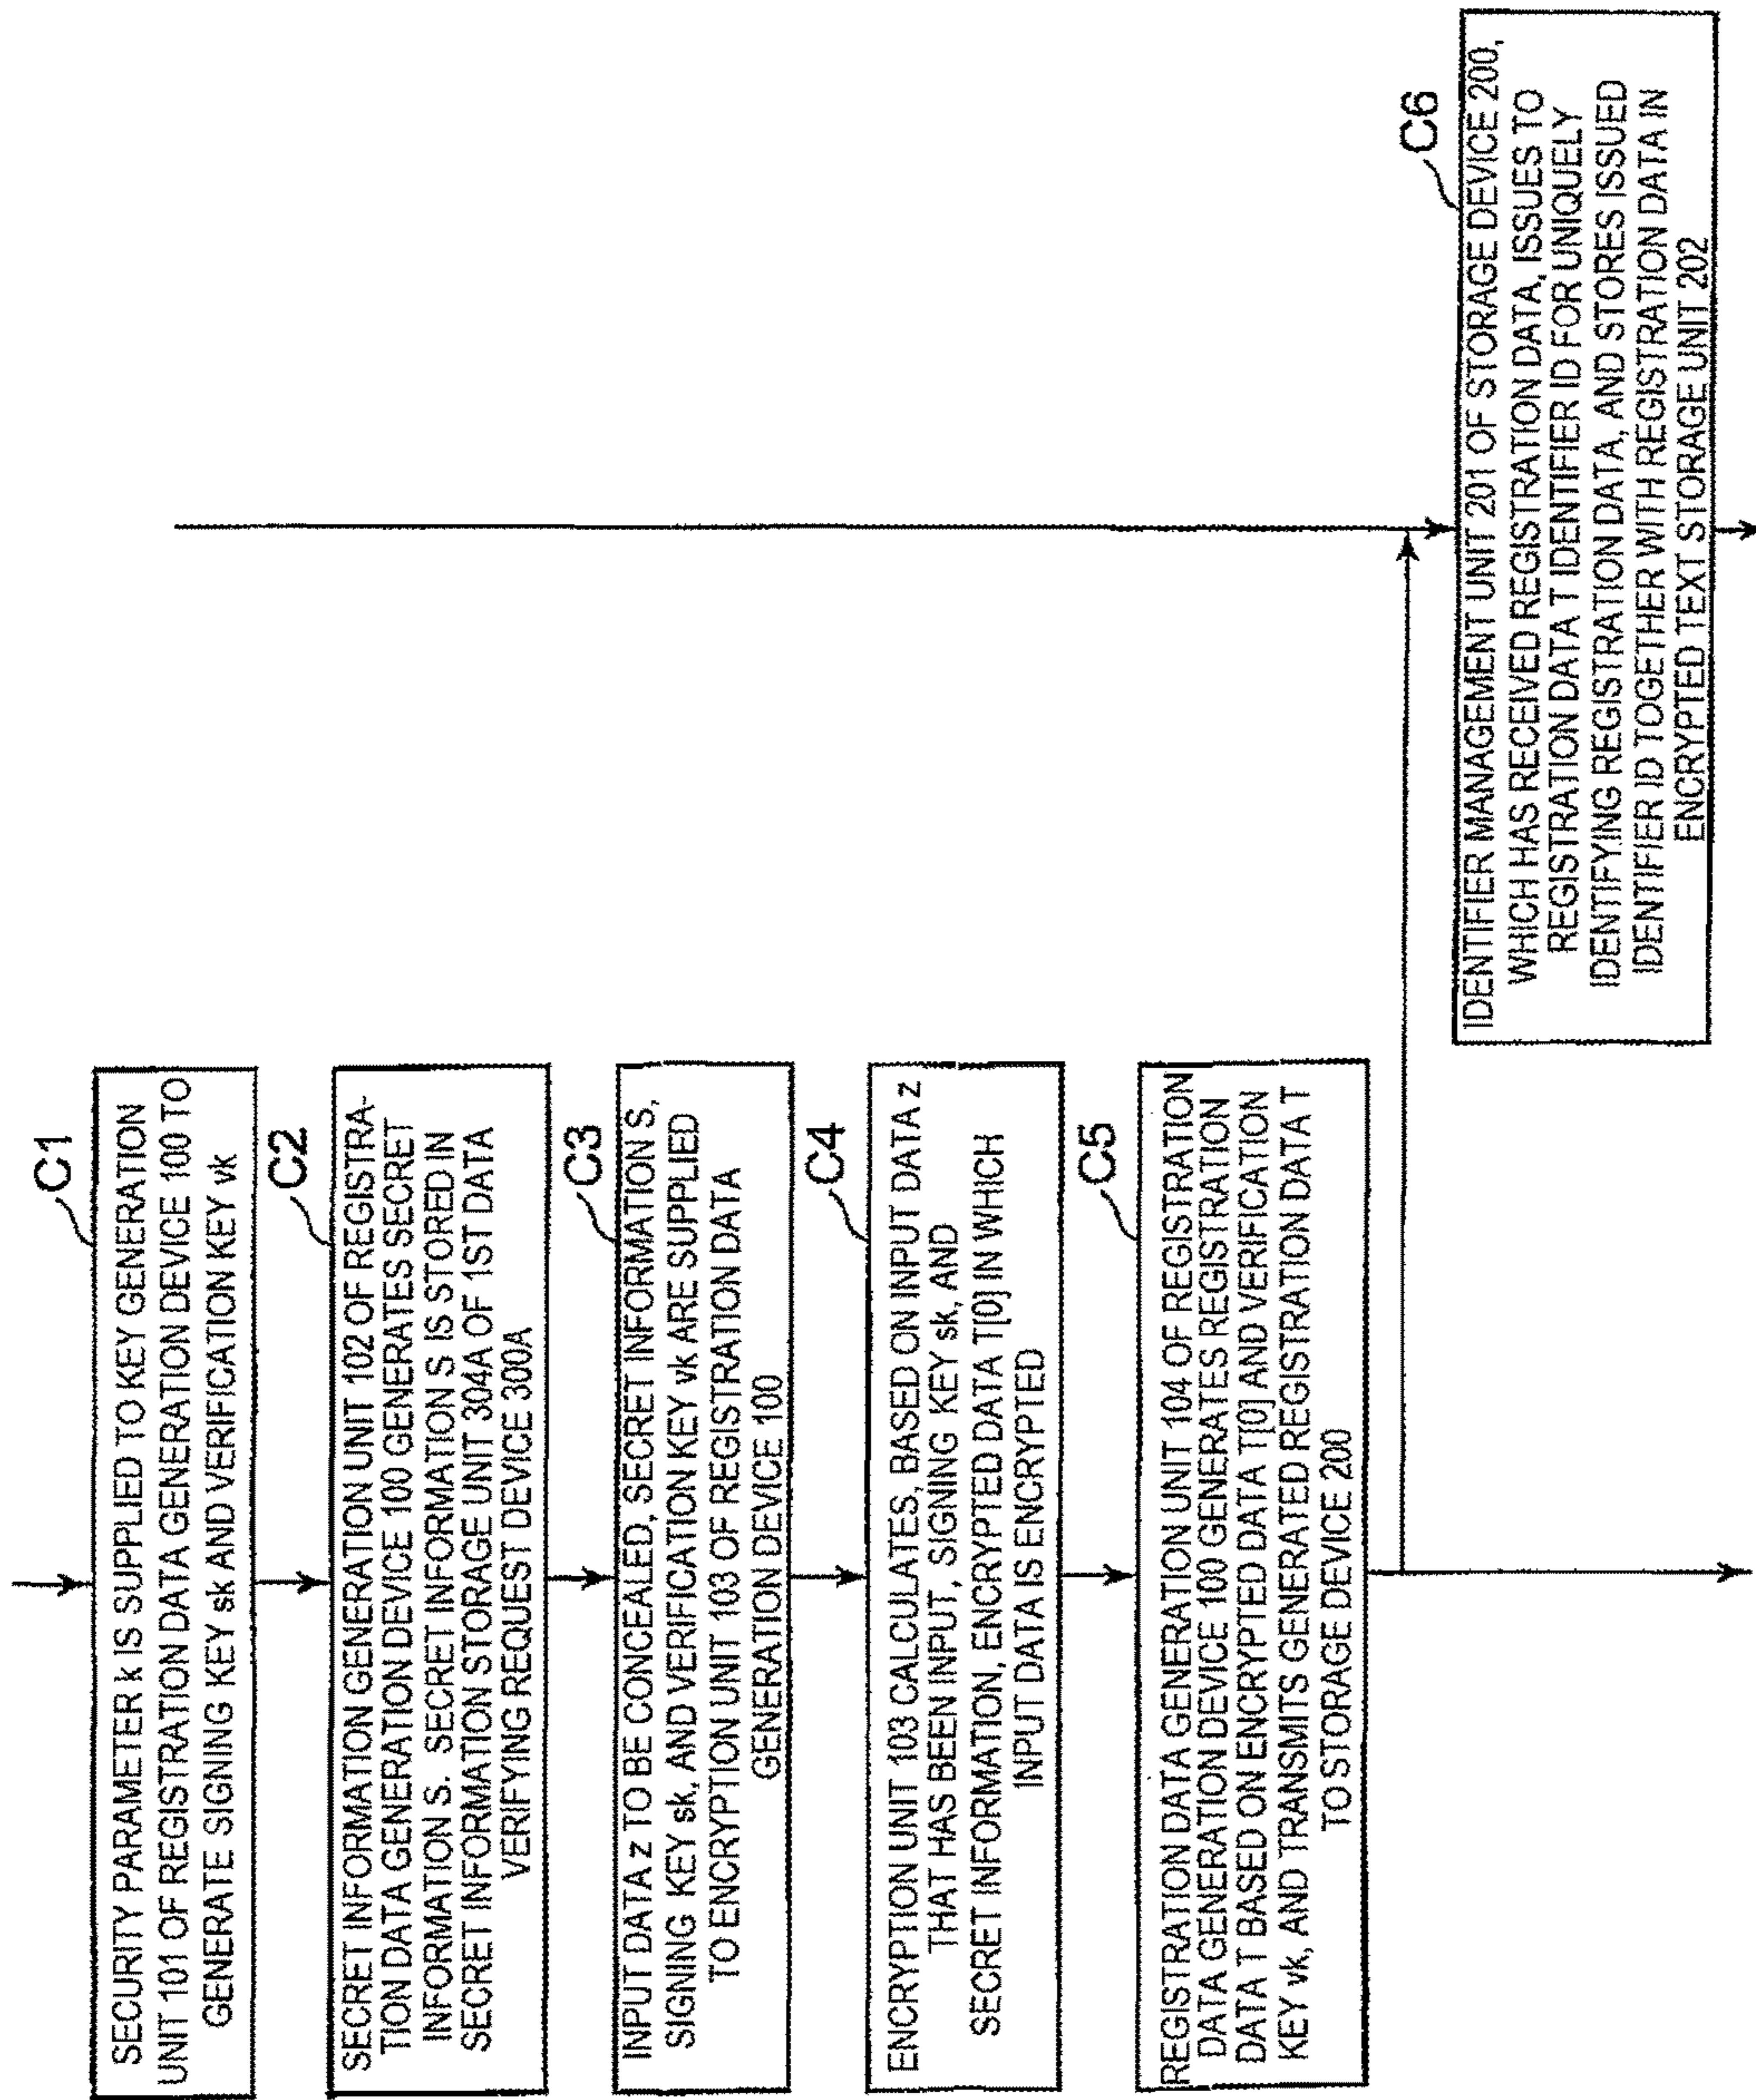 C1
SECURITY PARAMETER k IS SUPPLIED TO KEY GENERATION
UNIT 101 OF REGISTRATION DATA GENERATION DEVICE 100 TO
GENERATE SIGNING KEY sk AND VERIFICATION KEY vk
C2
SECRET INFORMATION GENERATION UNIT 102 OF REGISTRA-
TION DATA GENERATION DEVICE 100 GENERATES SECRET
INFORMATION S. SECRET INFORMATION S IS STORED IN
SECRET INFORMATION STORAGE UNIT 304A OF 1ST DATA
VERIFYING REQUEST DEVICE 300A
C3
INPUT DATA z TO BE CONCEALED, SECRET INFORMATION S,
SIGNING KEY sk, AND VERIFICATION KEY vk ARE SUPPLIED
TO ENCRYPTION UNIT 103 OF REGISTRATION DATA
GENERATION DEVICE 100
C4
ENCRYPTION UNIT 103 CALCULATES, BASED ON INPUT DATA z
THAT HAS BEEN INPUT, SIGNING KEY sk, AND
SECRET INFORMATION, ENCRYPTED DATA T[0] IN WHICH
INPUT DATA IS ENCRYPTED
C5
REGISTRATION DATA GENERATION UNIT 104 OF REGISTRATION
DATA GENERATION DEVICE 100 GENERATES REGISTRATION
DATA T BASED ON ENCRYPTED DATA T[0] AND VERIFICATION
KEY vk, AND TRANSMITS GENERATED REGISTRATION DATA T
TO STORAGE DEVICE 200
C6
IDENTIFIER MANAGEMENT UNIT 201 OF STORAGE DEVICE 200,
WHICH HAS RECEIVED REGISTRATION DATA, ISSUES TO
REGISTRATION DATA T IDENTIFIER ID FOR UNIQUELY
IDENTIFYING REGISTRATION DATA, AND STORES ISSUED
IDENTIFIER ID TOGETHER WITH REGISTRATION DATA IN
ENCRYPTED TEXT STORAGE UNIT 202